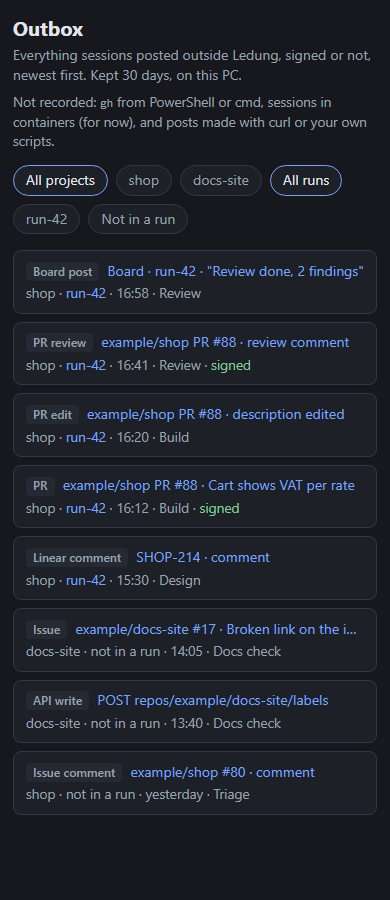 Outbox
Everything sessions posted outside Ledung, signed or not,
newest first. Kept 30 days, on this PC.
Not recorded: gh from PowerShell or cmd, sessions in
containers (for now), and posts made with curl or your own
scripts.
All projects shop docs-site All runs
run-42 Not in a run
Board post Board · run-42 · "Review done, 2 findings"
shop · run-42 · 16:58 · Review
PR review example/shop PR #88 · review comment
shop · run-42 · 16:41 · Review · signed
PR edit example/shop PR #88 · description edited
shop · run-42 · 16:20 · Build
PR example/shop PR #88 · Cart shows VAT per rate
shop · run-42 · 16:12 · Build · signed
Linear comment SHOP-214 · comment
shop · run-42 · 15:30 · Design
Issue example/docs-site #17 · Broken link on the i...
docs-site · not in a run · 14:05 · Docs check
API write POST repos/example/docs-site/labels
docs-site · not in a run · 13:40 · Docs check
Issue comment example/shop #80 · comment
shop · not in a run · yesterday · Triage